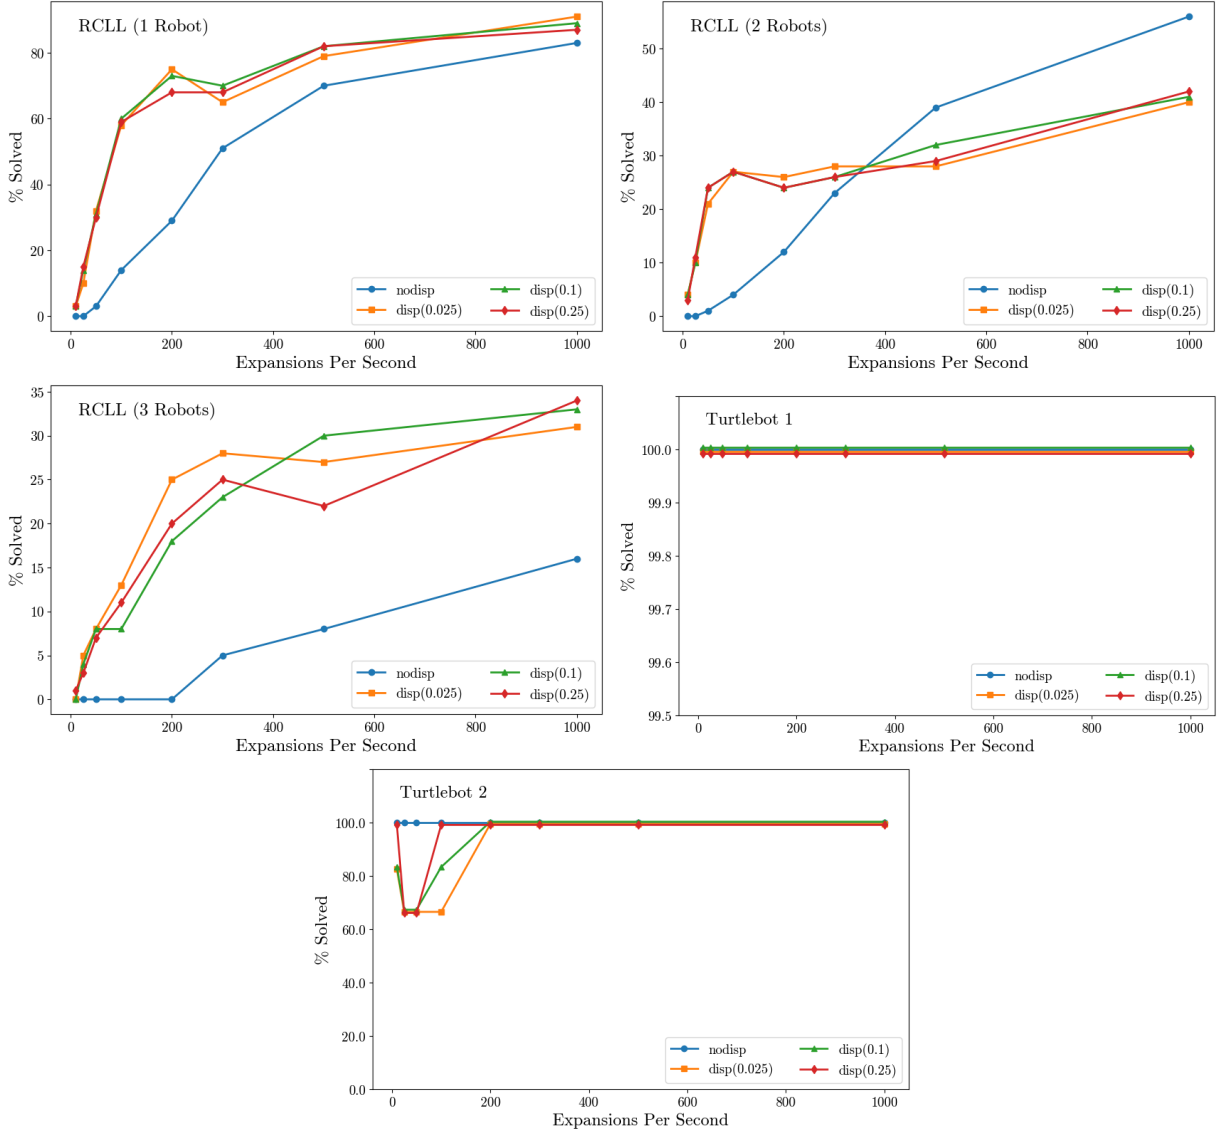 RCLL (1 Robot)
% Solved
80
60
40
20
0
nodisp
disp(0.025)
disp(0.1)
disp(0.25)
0 200 400 600 800 1000
Expansions Per Second
RCLL (2 Robots)
% Solved
50
40
30
20
10
0
nodisp
disp(0.025)
disp(0.1)
disp(0.25)
0 200 400 600 800 1000
Expansions Per Second
RCLL (3 Robots)
% Solved
35
30
25
20
15
10
5
0
nodisp
disp(0.025)
disp(0.1)
disp(0.25)
0 200 400 600 800 1000
Expansions Per Second
Turtlebot 1
% Solved
100.0
99.9
99.8
99.7
99.6
99.5
nodisp
disp(0.025)
disp(0.1)
disp(0.25)
0 200 400 600 800 1000
Expansions Per Second
Turtlebot 2
% Solved
100.0
80.0
60.0
40.0
20.0
0.0
nodisp
disp(0.025)
disp(0.1)
disp(0.25)
0 200 400 600 800 1000
Expansions Per Second